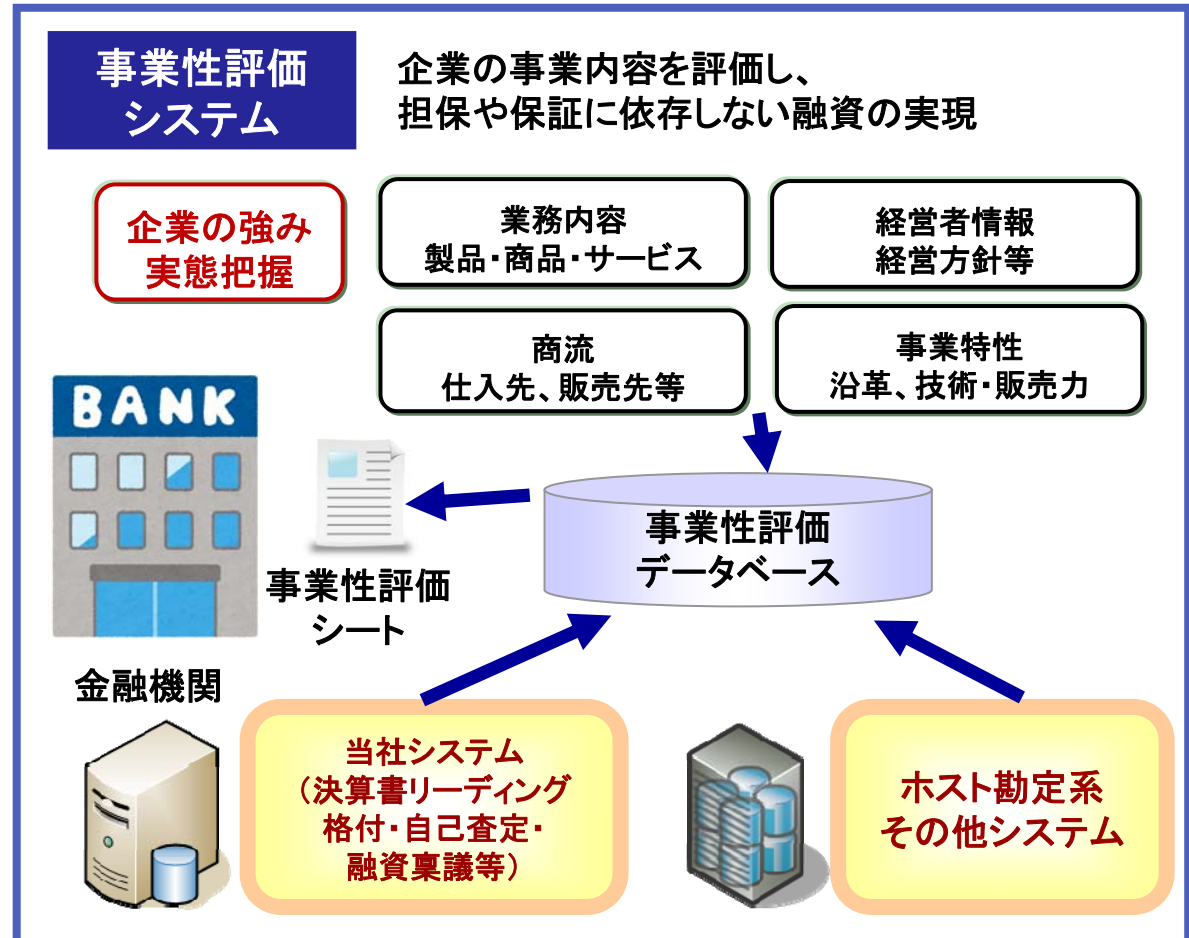 事業性評価
システム
企業の事業内容を評価し、
担保や保証に依存しない融資の実現
企業の強み
実態把握
業務内容
製品・商品・サービス
経営者情報
経営方針等
商流
仕入先、販売先等
事業特性
沿革、技術・販売力
BANK
事業性評価
データベース
事業性評価
シート
金融機関
当社システム
（決算書リーディング
格付・自己査定・
融資稟議等）
ホスト勘定系
その他システム